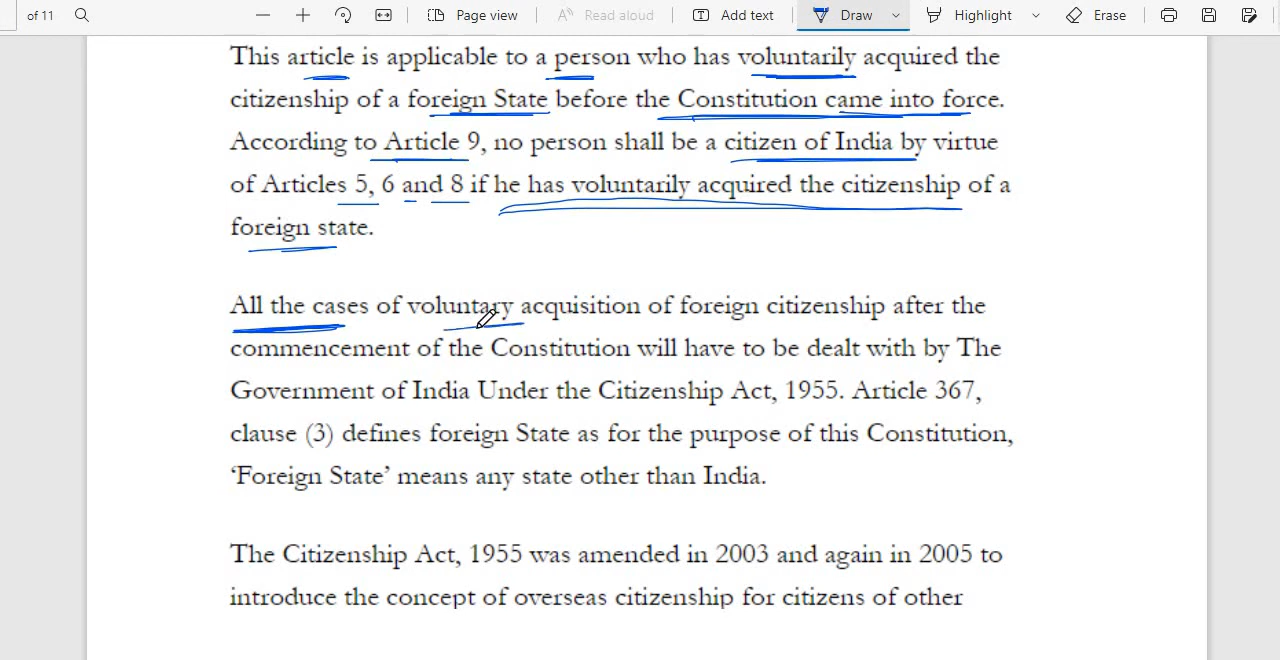 of 11 Page view Read aloud Add text Draw Highlight Erase
This article is applicable to a person who has voluntarily acquired the
citizenship of a foreign State before the Constitution came into force.
According to Article 9, no person shall be a citizen of India by virtue
of Articles 5, 6 and 8 if he has voluntarily acquired the citizenship of a
foreign state.
All the cases of voluntary acquisition of foreign citizenship after the
commencement of the Constitution will have to be dealt with by The
Government of India Under the Citizenship Act, 1955. Article 367,
clause (3) defines foreign State as for the purpose of this Constitution,
‘Foreign State’ means any state other than India.
The Citizenship Act, 1955 was amended in 2003 and again in 2005 to
introduce the concept of overseas citizenship for citizens of other